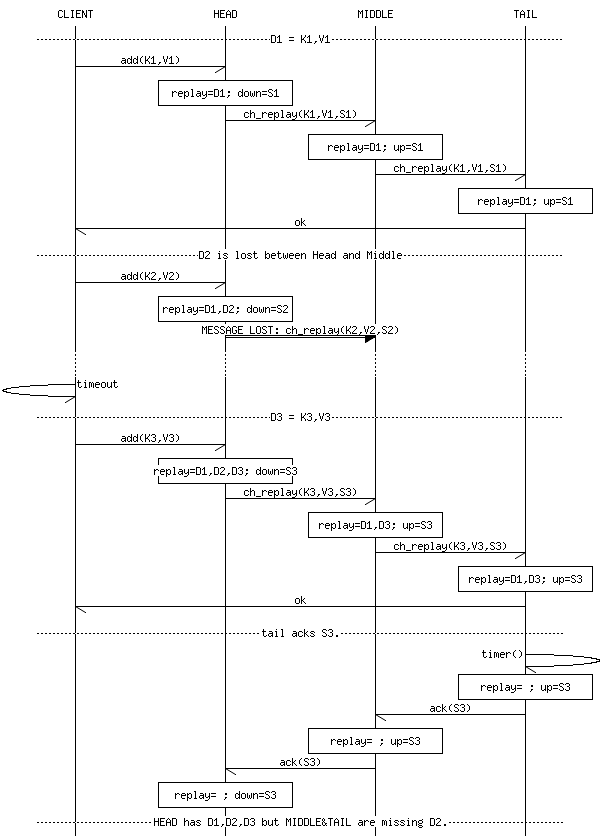 CLIENT HEAD MIDDLE TAIL
D1 = K1,V1
add(K1,V1)
replay=D1; down=S1
ch_replay(K1,V1,S1)
replay=D1; up=S1
ch_replay(K1,V1,S1)
replay=D1; up=S1
ok
D2 is lost between Head and Middle
add(K2,V2)
replay=D1,D2; down=S2
MESSAGE LOST: ch_replay(K2,V2,S2)
timeout
D3 = K3,V3
add(K3,V3)
replay=D1,D2,D3; down=S3
ch_replay(K3,V3,S3)
replay=D1,D3; up=S3
ch_replay(K3,V3,S3)
replay=D1,D3; up=S3
ok
tail acks S3.
timer()
replay= ; up=S3
ack(S3)
replay= ; up=S3
ack(S3)
replay= ; down=S3
HEAD has D1,D2,D3 but MIDDLE&TAIL are missing D2.